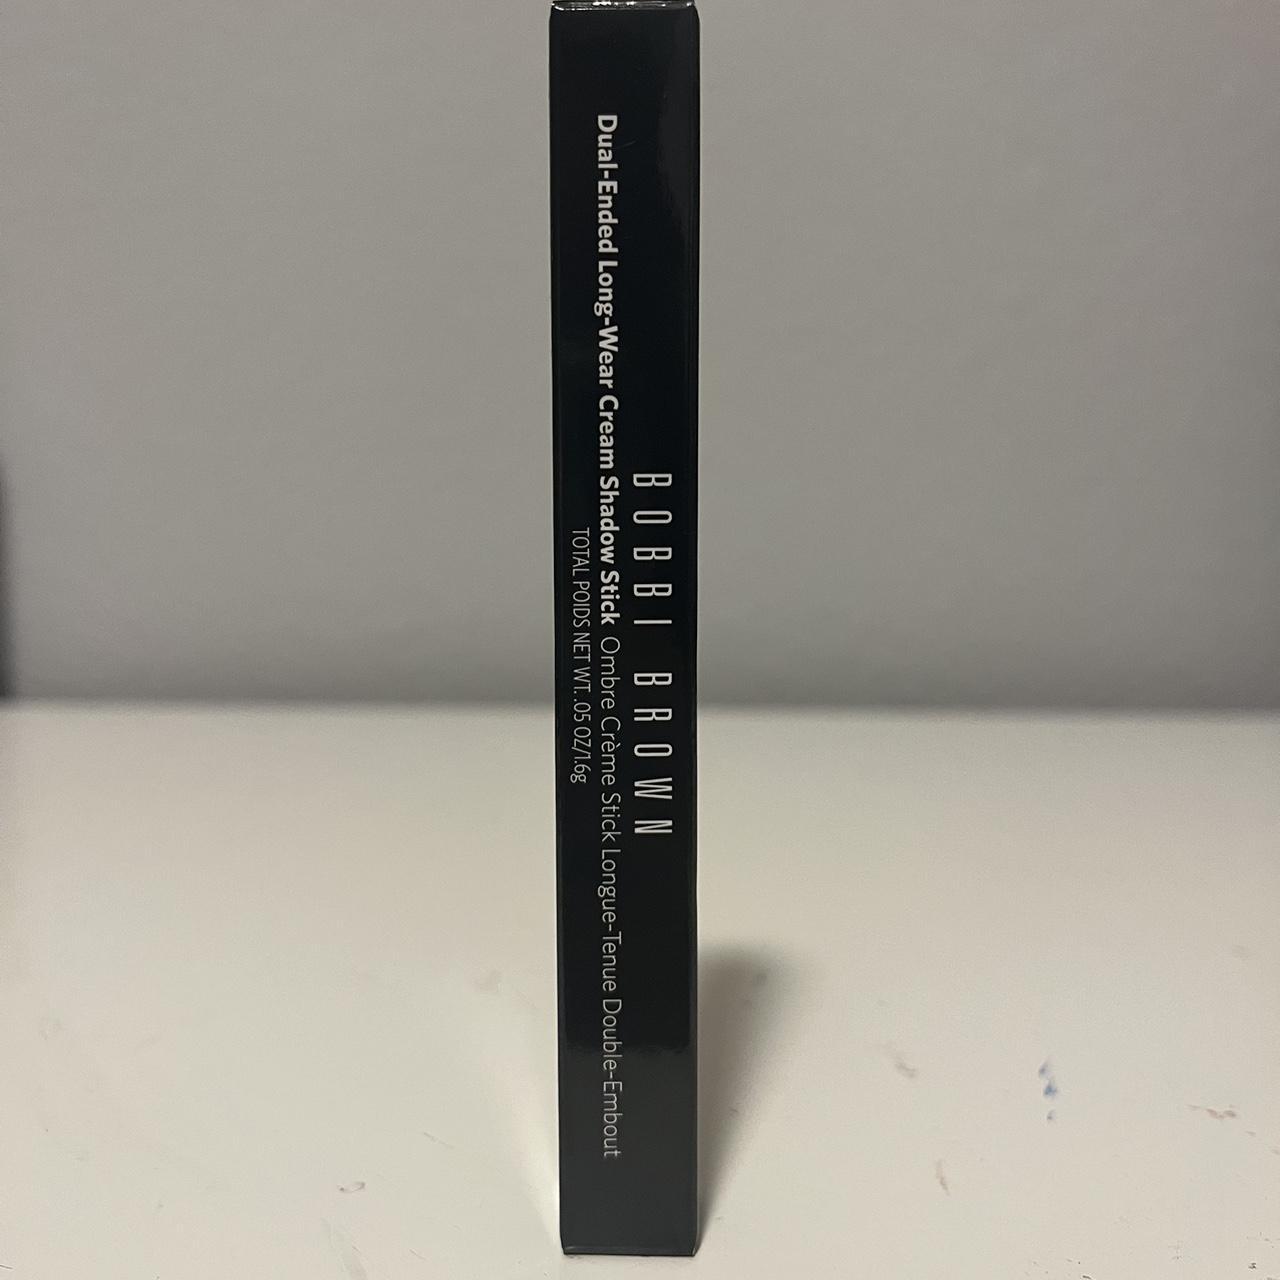 BOBBI BROWN
Dual-Ended Long-Wear Cream Shadow Stick Ombre Crème Stick Longue-Tenue Double-Embout
TOTAL POIDS NET WT. .05 OZ/1.6g